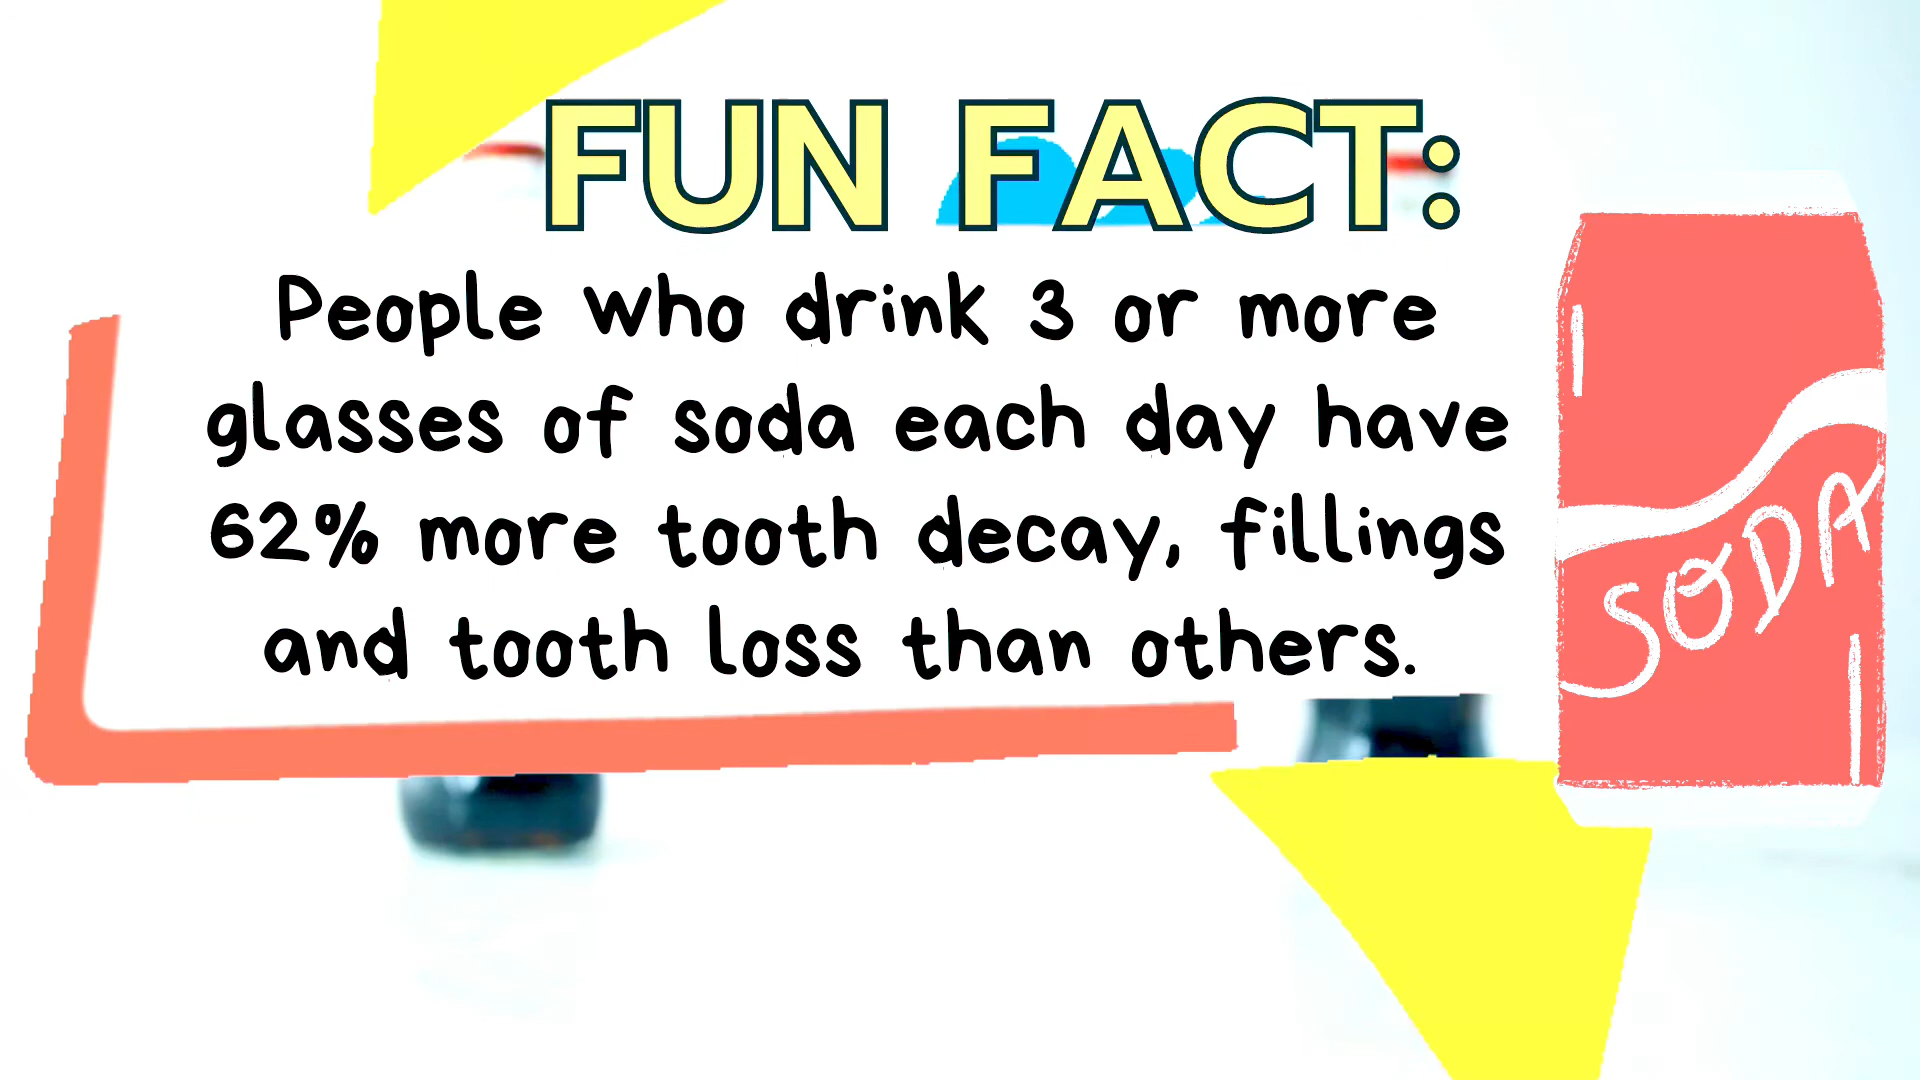 FUN FACT:
People who drink 3 or more
glasses of soda each day have
62% more tooth decay, fillings
and tooth loss than others.
SODA